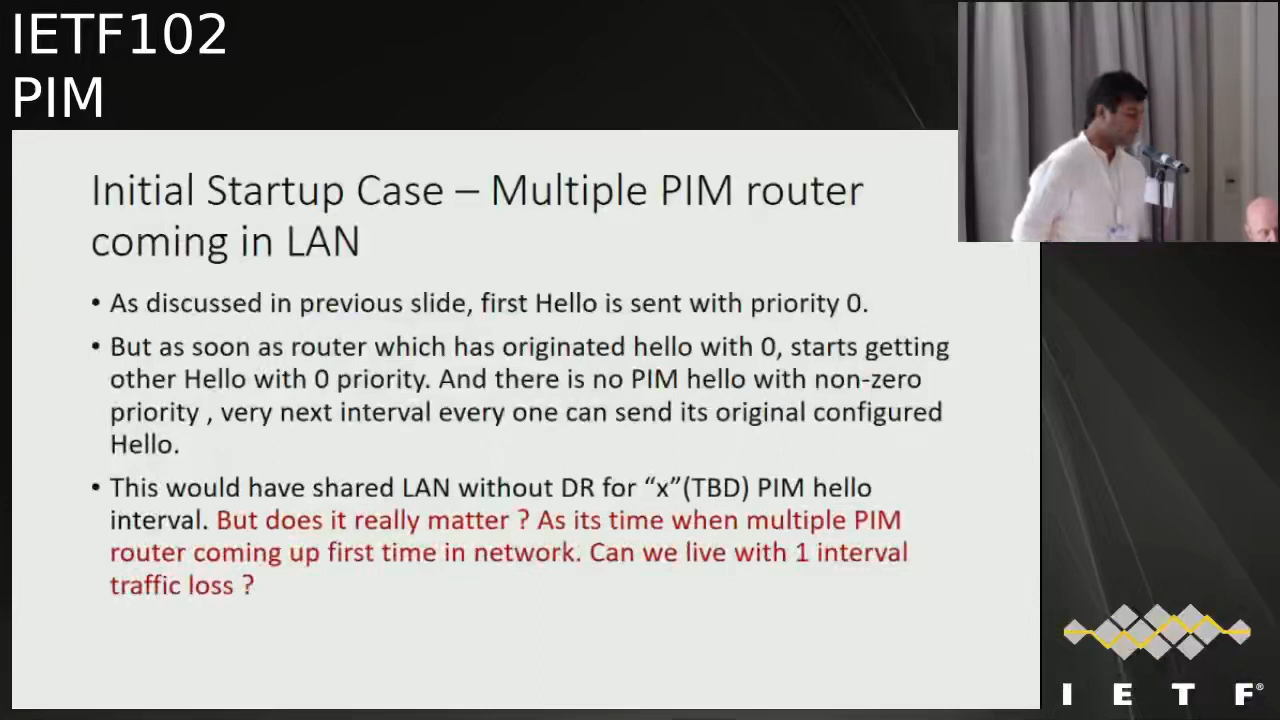 IETF102
PIM
Initial Startup Case – Multiple PIM router
coming in LAN
• As discussed in previous slide, first Hello is sent with priority 0.
• But as soon as router which has originated hello with 0, starts getting
other Hello with 0 priority. And there is no PIM hello with non-zero
priority , very next interval every one can send its original configured
Hello.
• This would have shared LAN without DR for “x”(TBD) PIM hello
interval. But does it really matter ? As its time when multiple PIM
router coming up first time in network. Can we live with 1 interval
traffic loss ?
I E T F®